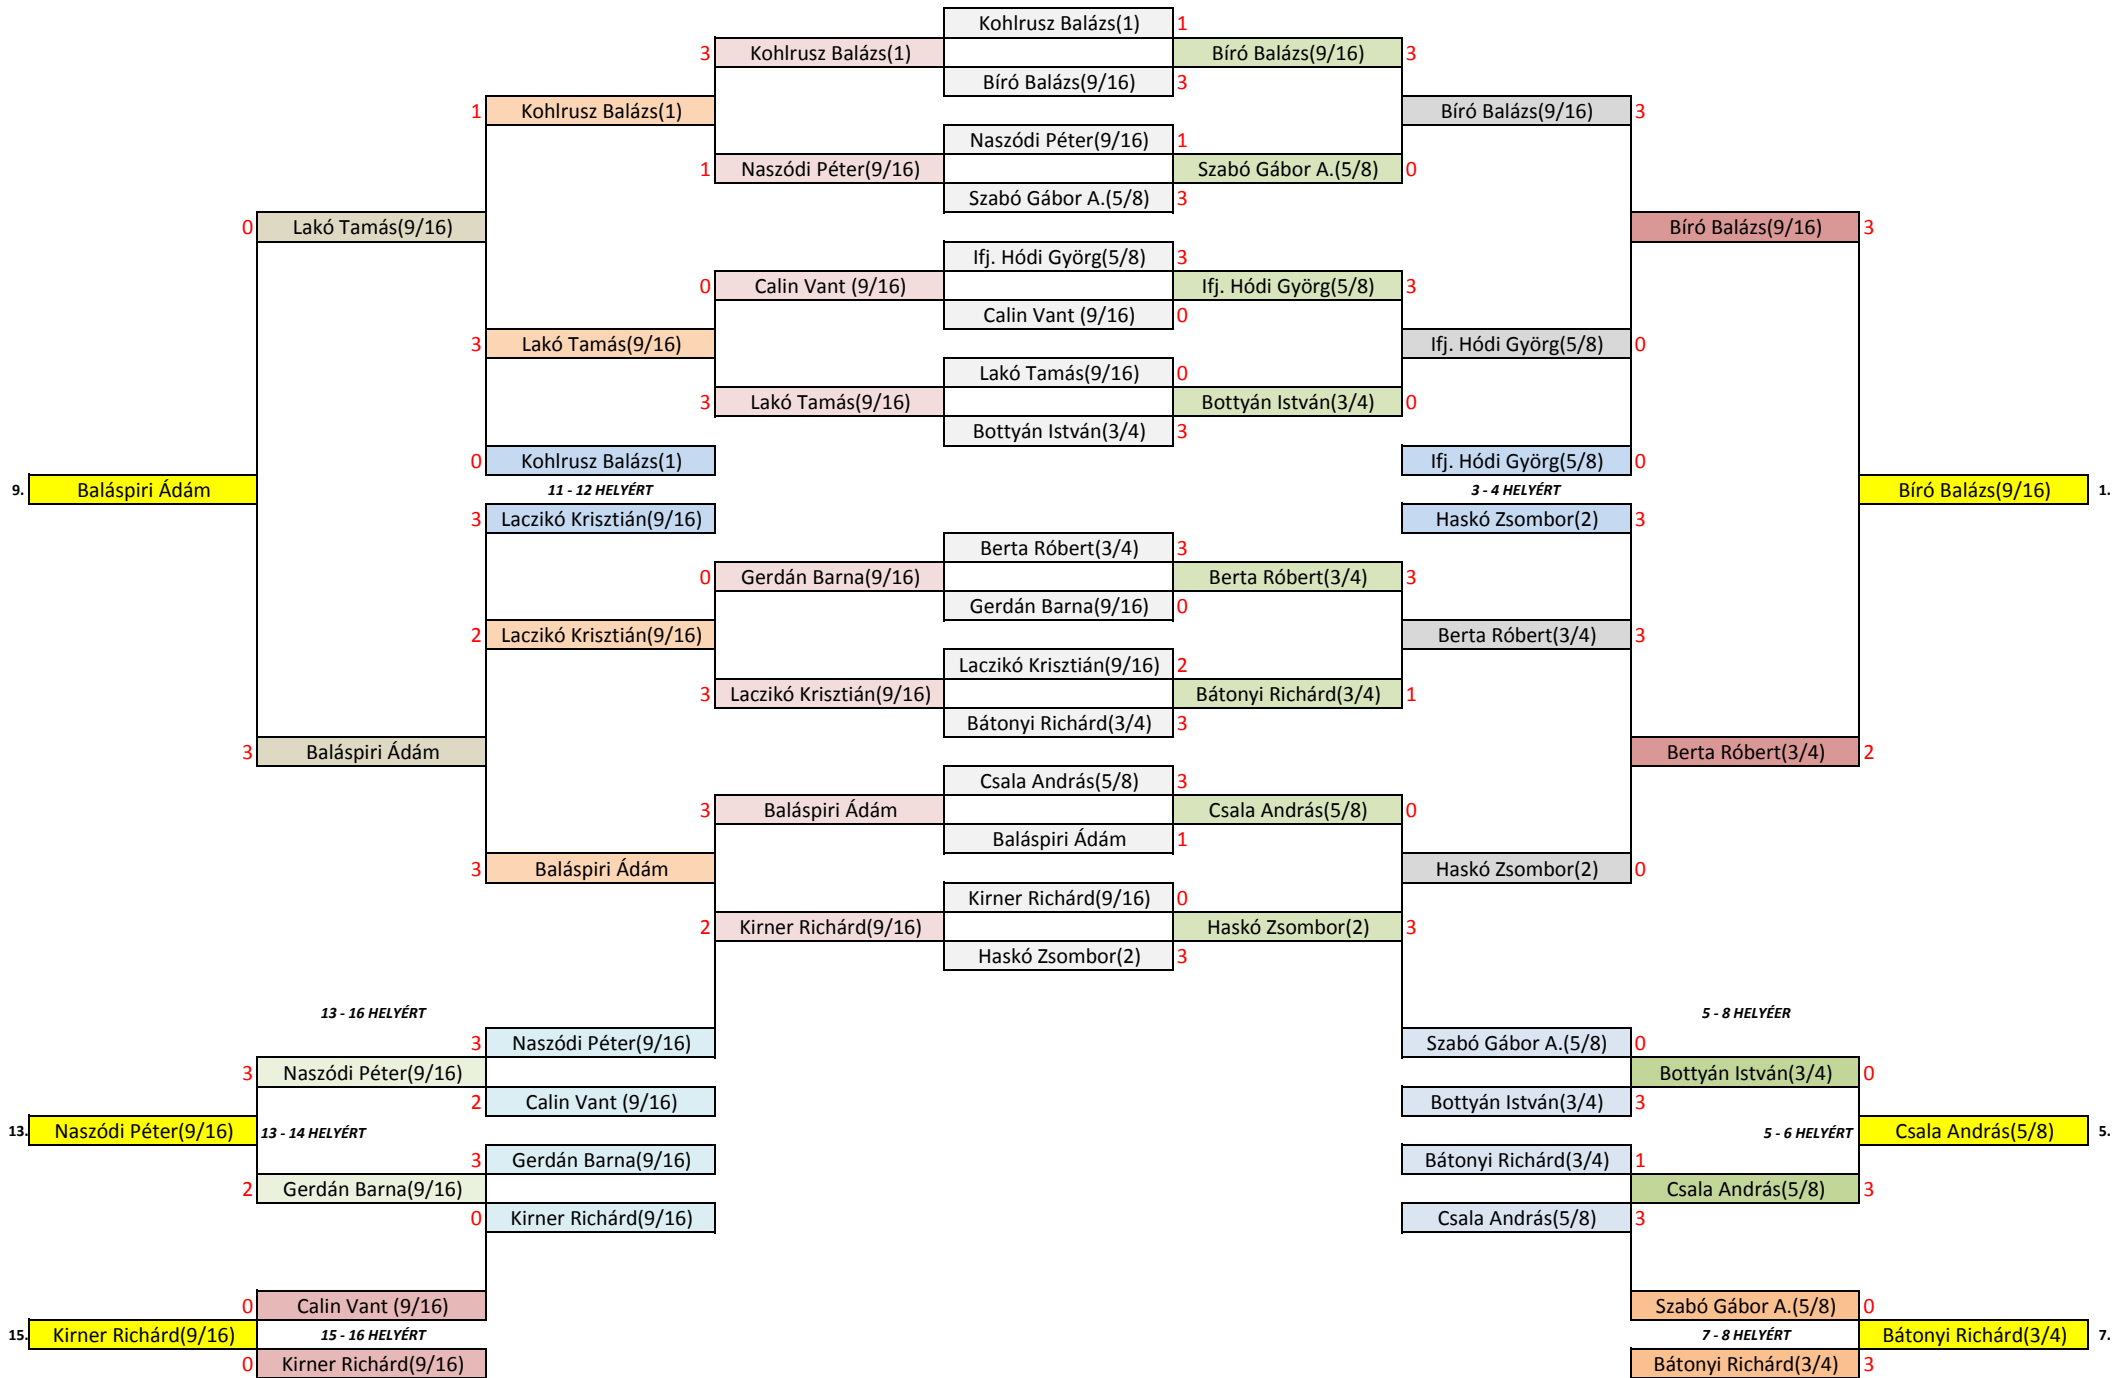 Kohlrusz Balázs(1) 1
3 Kohlrusz Balázs(1) Bíró Balázs(9/16) 3
Bíró Balázs(9/16) 3
1 Kohlrusz Balázs(1) Bíró Balázs(9/16) 3
Naszódi Péter(9/16) 1
1 Naszódi Péter(9/16) Szabó Gábor A.(5/8) 0
Szabó Gábor A.(5/8) 3
0 Lakó Tamás(9/16) Bíró Balázs(9/16) 3
Ifj. Hódi Györg(5/8) 3
0 Calin Vant (9/16) Ifj. Hódi Györg(5/8) 3
Calin Vant (9/16) 0
3 Lakó Tamás(9/16) Ifj. Hódi Györg(5/8) 0
Lakó Tamás(9/16) 0
3 Lakó Tamás(9/16) Bottyán István(3/4) 0
Bottyán István(3/4) 3
0 Kohlrusz Balázs(1) Ifj. Hódi Györg(5/8) 0
9. Baláspiri Ádám 11 - 12 HELYÉRT 3 - 4 HELYÉRT Bíró Balázs(9/16) 1.
3 Laczikó Krisztián(9/16) Haskó Zsombor(2) 3
Berta Róbert(3/4) 3
0 Gerdán Barna(9/16) Berta Róbert(3/4) 3
Gerdán Barna(9/16) 0
2 Laczikó Krisztián(9/16) Berta Róbert(3/4) 3
Laczikó Krisztián(9/16) 2
3 Laczikó Krisztián(9/16) Bátonyi Richárd(3/4) 1
Bátonyi Richárd(3/4) 3
3 Baláspiri Ádám Berta Róbert(3/4) 2
Csala András(5/8) 3
3 Baláspiri Ádám Csala András(5/8) 0
Baláspiri Ádám 1
3 Baláspiri Ádám Haskó Zsombor(2) 0
Kirner Richárd(9/16) 0
2 Kirner Richárd(9/16) Haskó Zsombor(2) 3
Haskó Zsombor(2) 3
13 - 16 HELYÉRT 5 - 8 HELYÉER
3 Naszódi Péter(9/16) Szabó Gábor A.(5/8) 0
3 Naszódi Péter(9/16) Bottyán István(3/4) 0
2 Calin Vant (9/16) Bottyán István(3/4) 3
13. Naszódi Péter(9/16) 13 - 14 HELYÉRT 5 - 6 HELYÉRT Csala András(5/8) 5.
3 Gerdán Barna(9/16) Bátonyi Richárd(3/4) 1
2 Gerdán Barna(9/16) Csala András(5/8) 3
0 Kirner Richárd(9/16) Csala András(5/8) 3
0 Calin Vant (9/16) Szabó Gábor A.(5/8) 0
15. Kirner Richárd(9/16) 15 - 16 HELYÉRT 7 - 8 HELYÉRT Bátonyi Richárd(3/4) 7.
0 Kirner Richárd(9/16) Bátonyi Richárd(3/4) 3